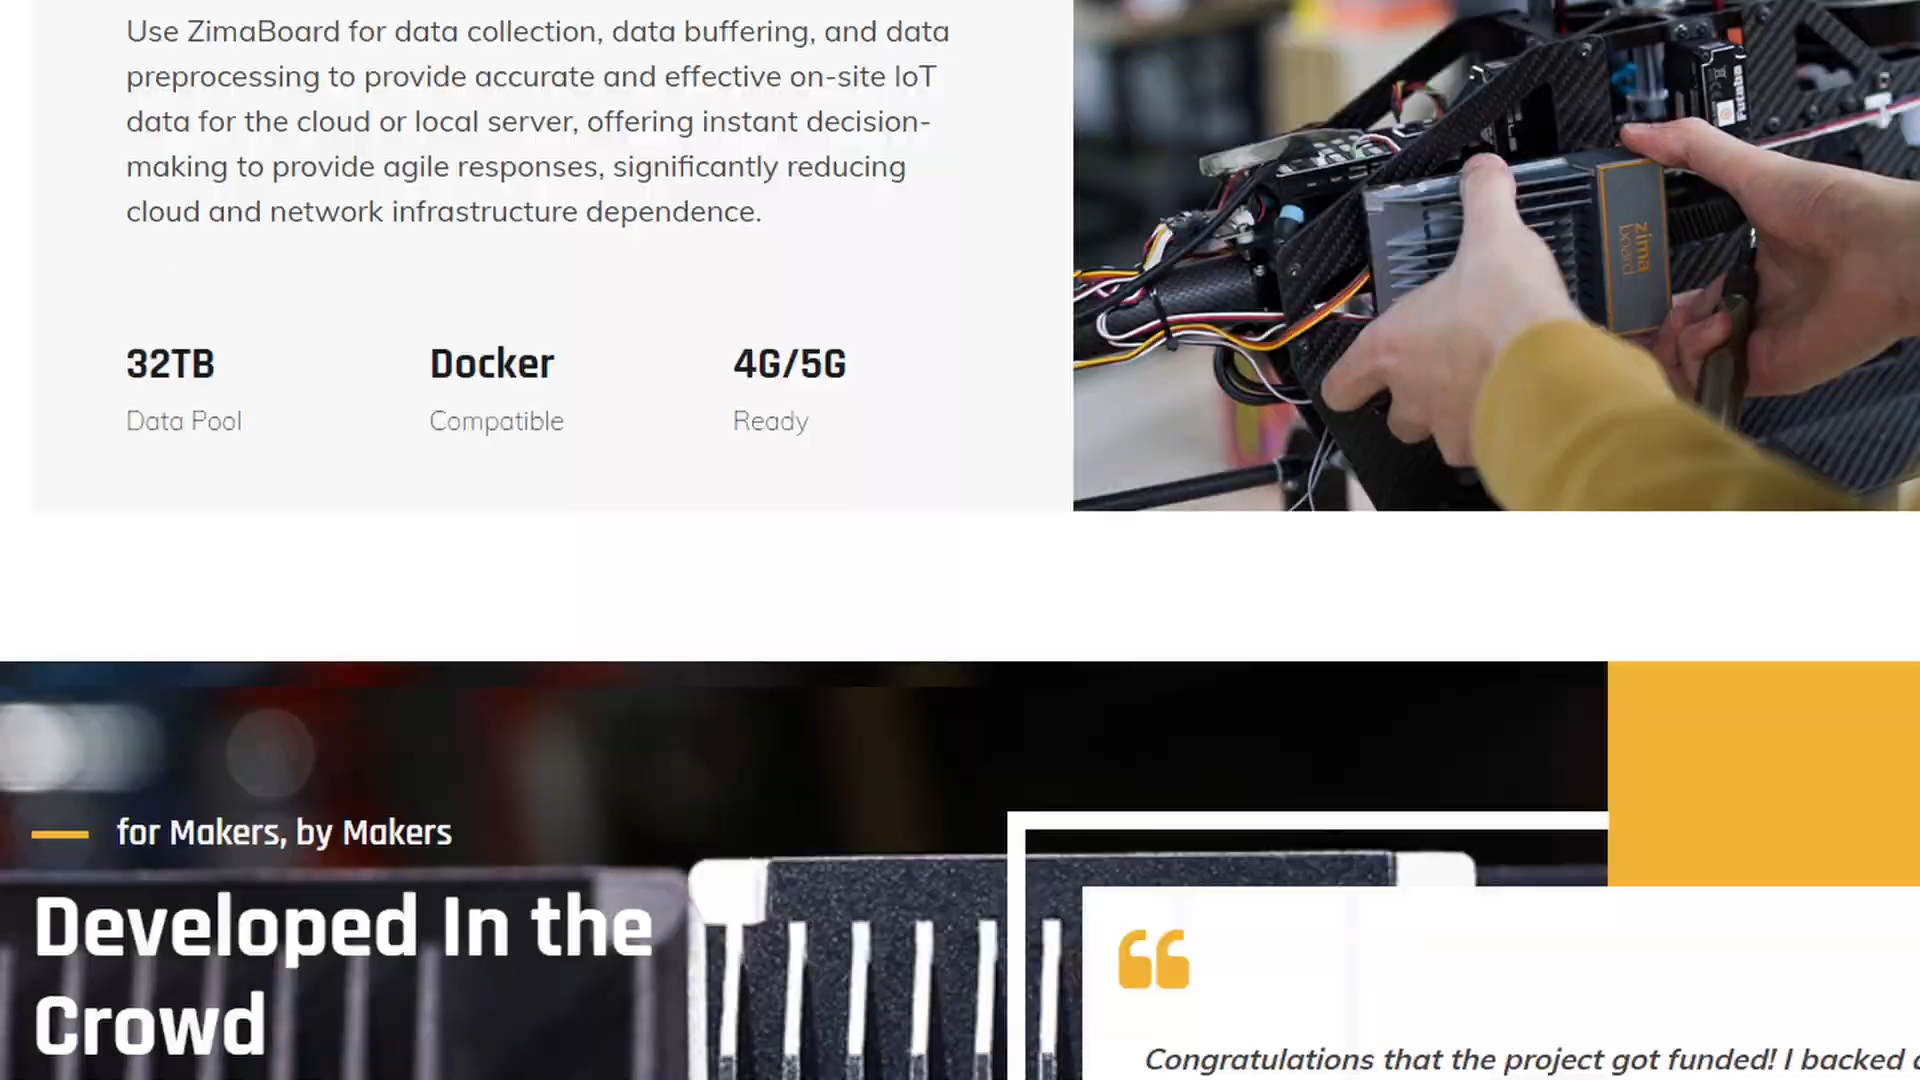 Use ZimaBoard for data collection, data buffering, and data
preprocessing to provide accurate and effective on-site IoT
data for the cloud or local server, offering instant decision-
making to provide agile responses, significantly reducing
cloud and network infrastructure dependence.
32TB
Data Pool
Docker
Compatible
4G/5G
Ready
Futaba
zima
board
for Makers, by Makers
Developed In the
Crowd
Congratulations that the project got funded! I backed